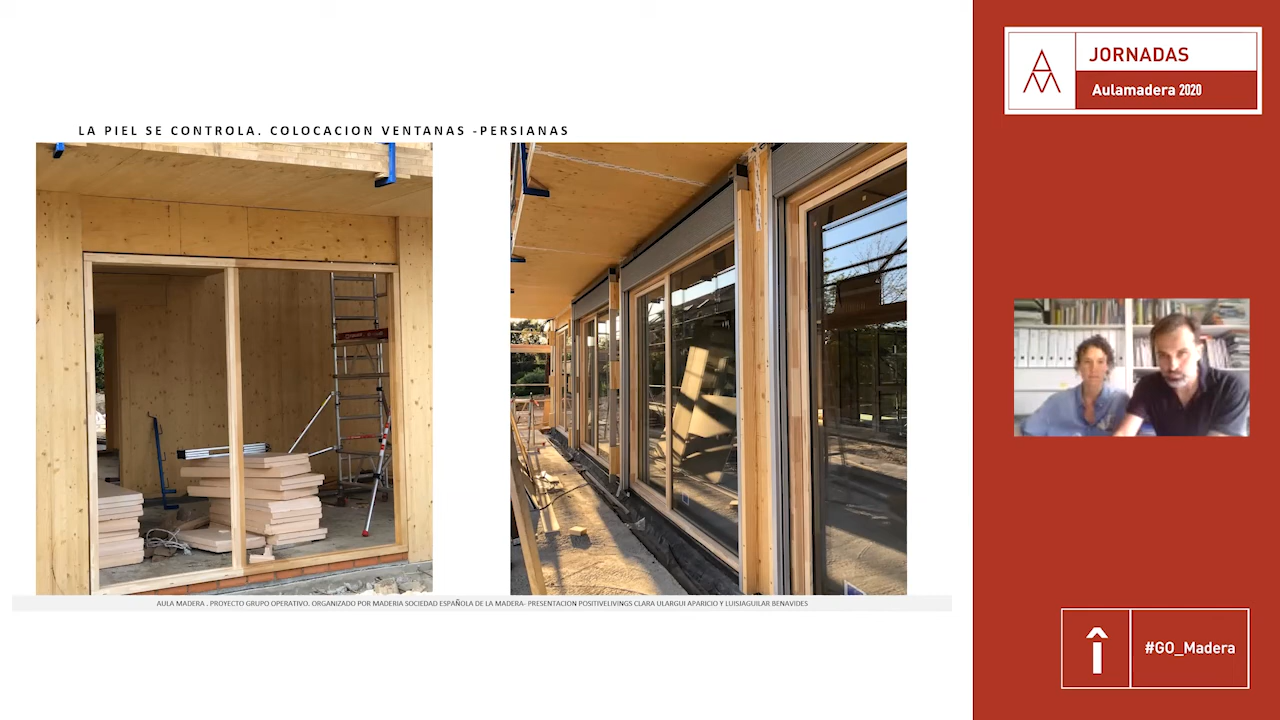 LA PIEL SE CONTROLA. COLOCACION VENTANAS -PERSIANAS
AULA MADERA . PROYECTO GRUPO OPERATIVO. ORGANIZADO POR MADERIA SOCIEDAD ESPAÑOLA DE LA MADERA- PRESENTACION POSITIVELIVINGS CLARA ULARGUI APARICIO Y LUISJAGUILAR BENAVIDES
JORNADAS
Aulamadera 2020
#GO_Madera